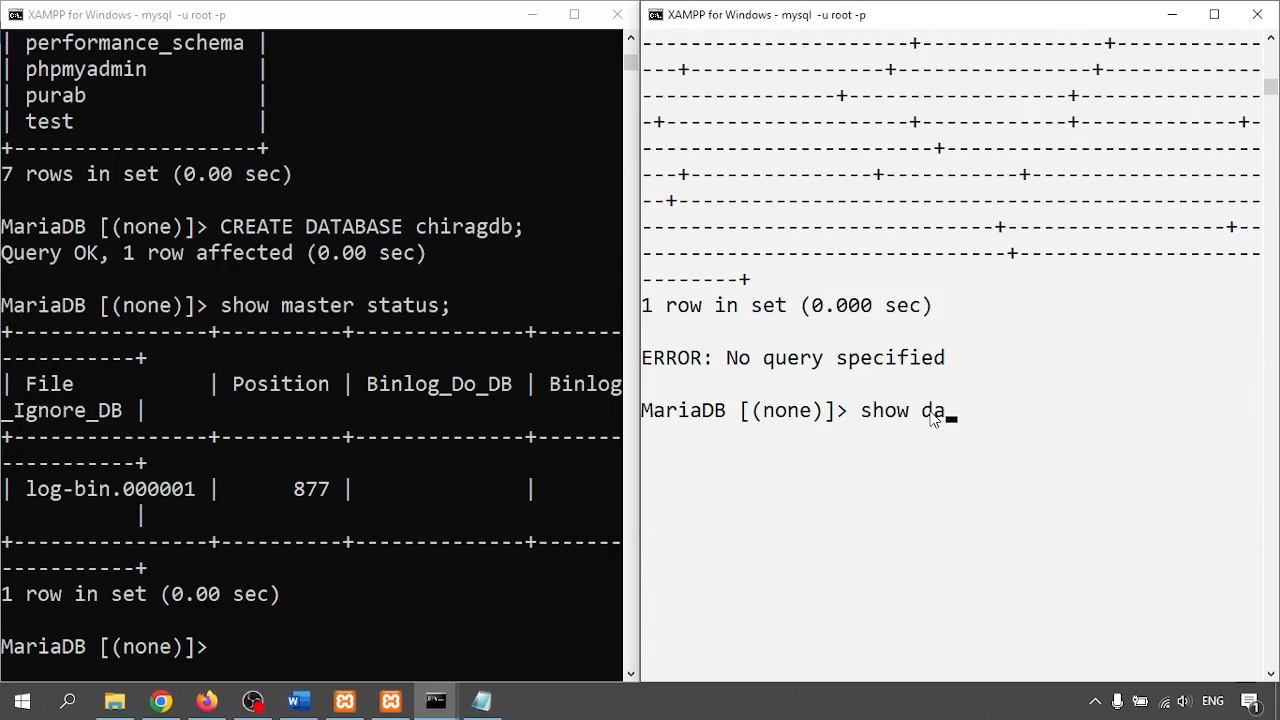 XAMPP for Windows - mysql -u root -p
| performance_schema |
| phpmyadmin         |
| purab              |
| test               |
+--------------------+
7 rows in set (0.00 sec)
MariaDB [(none)]> CREATE DATABASE chiragdb;
Query OK, 1 row affected (0.00 sec)
MariaDB [(none)]> show master status;
+----------------+----------+--------------+-------
-----------+
| File           | Position | Binlog_Do_DB | Binlog
_Ignore_DB |
+----------------+----------+--------------+-------
-----------+
| log-bin.000001 |      877 |              |
           |
+----------------+----------+--------------+-------
-----------+
1 row in set (0.00 sec)
MariaDB [(none)]>
XAMPP for Windows - mysql -u root -p
----------------------+---------------+------------
---+----------------+----------------+-------------
----------------+------------------+---------------
-+--------------------+------------+-------------+-
------------------------+--------------------------
---+---------------+-----------+-------------------
--+------------------------------------------------
-----------------------------+------------------+--
------------------------------+--------------------
--------+
1 row in set (0.000 sec)
ERROR: No query specified
MariaDB [(none)]> show da_
ENG
1